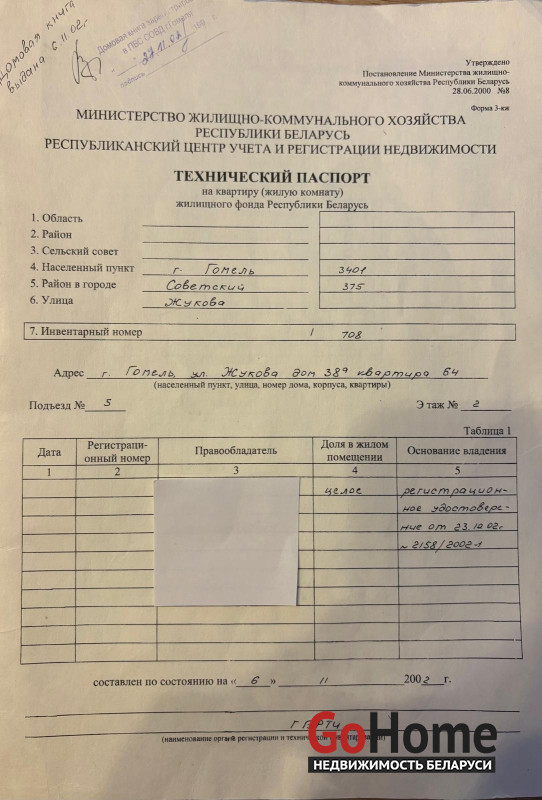 Домовая книга
выдана 6.11.02г.
Домовая книга
27.11.02
Утверждено
Постановление Министерства жилищно-
коммунального хозяйства Республики Беларусь
28.06.2000 №8
Форма 3-кж
МИНИСТЕРСТВО ЖИЛИЩНО-КОММУНАЛЬНОГО ХОЗЯЙСТВА
РЕСПУБЛИКИ БЕЛАРУСЬ
РЕСПУБЛИКАНСКИЙ ЦЕНТР УЧЕТА И РЕГИСТРАЦИИ НЕДВИЖИМОСТИ
ТЕХНИЧЕСКИЙ ПАСПОРТ
на квартиру (жилую комнату)
жилищного фонда Республики Беларусь
1. Область
2. Район
3. Сельский совет
4. Населенный пункт г. Гомель 3401
5. Район в городе Советский 375
6. Улица Жукова
7. Инвентарный номер 1 708
Адрес г. Гомель, ул. Жукова дом 38а квартира 64
(населенный пункт, улица, номер дома, корпуса, квартиры)
Подъезд № 5 Этаж № 2
Таблица 1
Дата Регистраци-онный номер Правообладатель Доля в жилом помещении Основание владения
1 2 3 4 5
целое регистрацион-
ное удостовере-
ние от 23.10.02г.
№ 2158/2002-1
составлен по состоянию на «6» 11 2002 г.
(наименование органа регистрации и технической инвентаризации)
GoHome
НЕДВИЖИМОСТЬ БЕЛАРУСИ